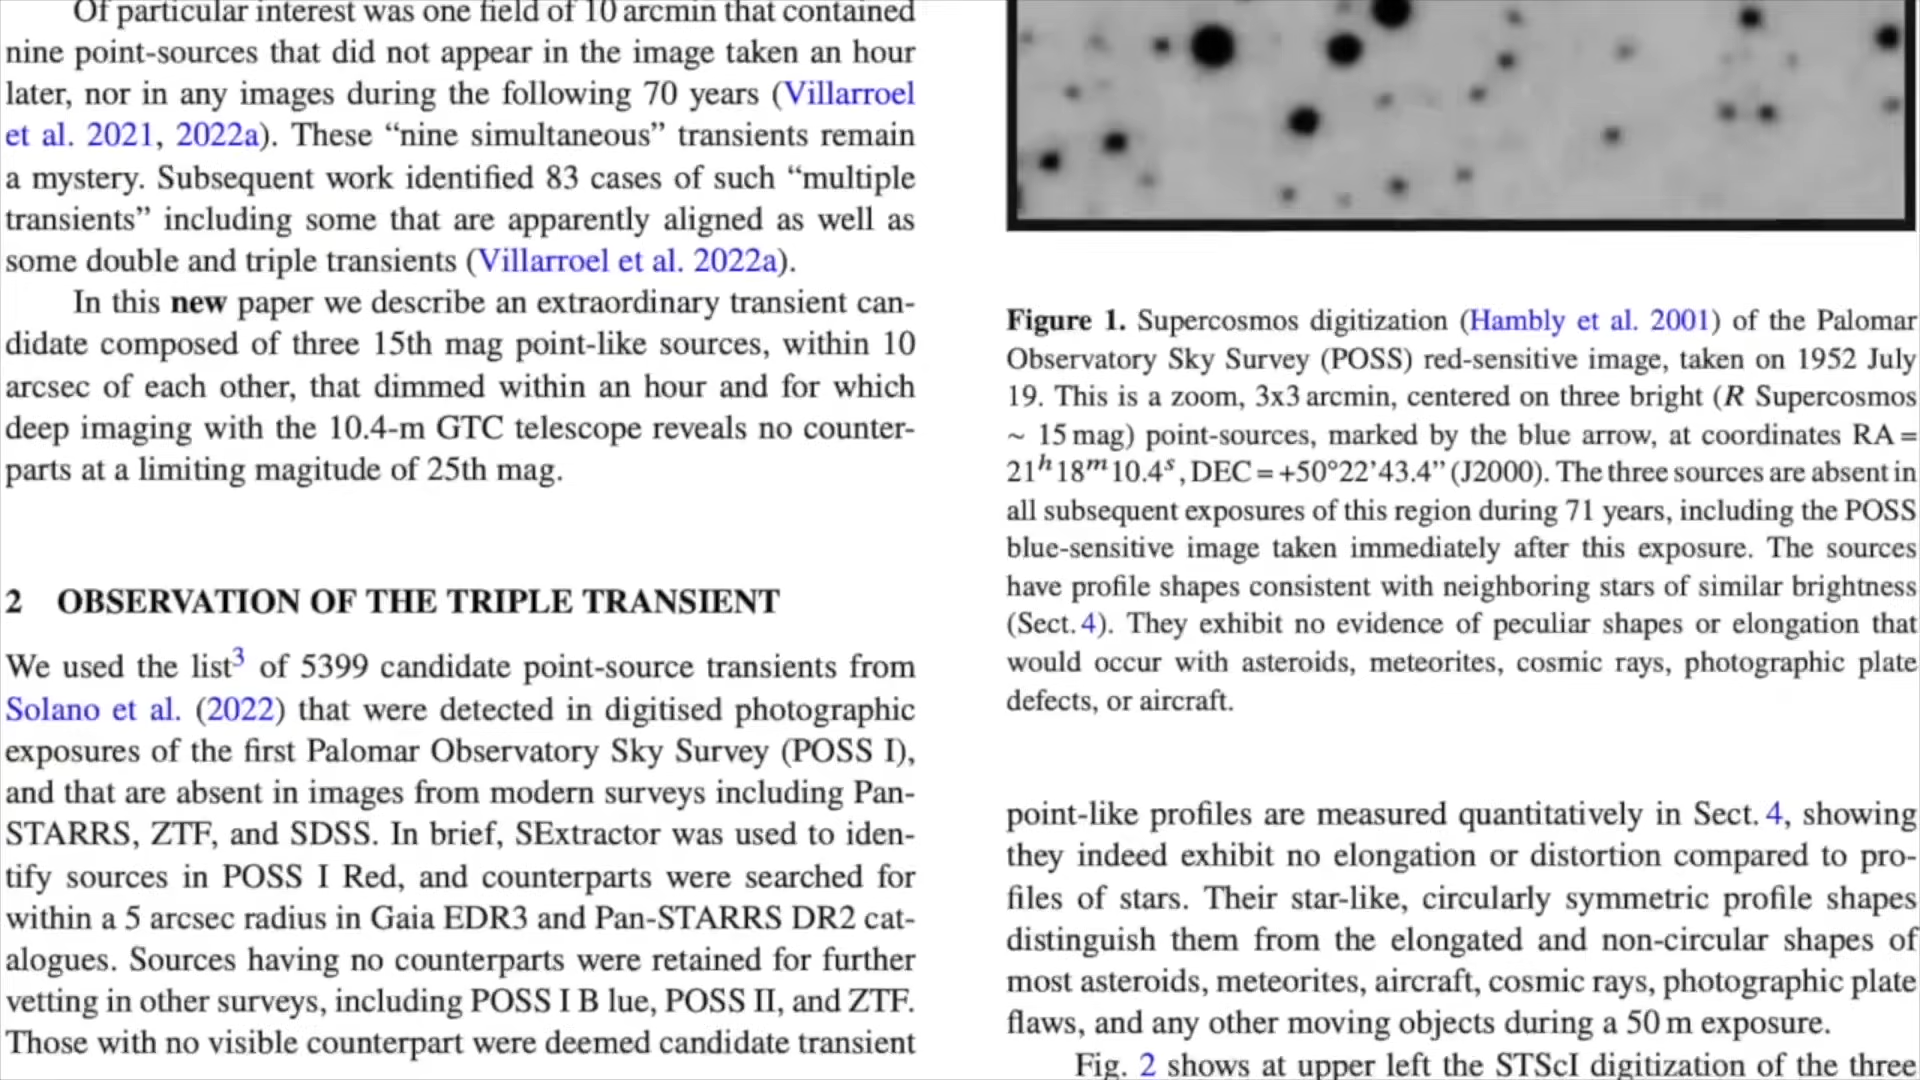 Of particular interest was one field of 10 arcmin that contained
nine point-sources that did not appear in the image taken an hour
later, nor in any images during the following 70 years (Villarroel
et al. 2021, 2022a). These “nine simultaneous” transients remain
a mystery. Subsequent work identified 83 cases of such “multiple
transients” including some that are apparently aligned as well as
some double and triple transients (Villarroel et al. 2022a).
In this new paper we describe an extraordinary transient can-
didate composed of three 15th mag point-like sources, within 10
arcsec of each other, that dimmed within an hour and for which
deep imaging with the 10.4-m GTC telescope reveals no counter-
parts at a limiting magitude of 25th mag.
2 OBSERVATION OF THE TRIPLE TRANSIENT
We used the list³ of 5399 candidate point-source transients from
Solano et al. (2022) that were detected in digitised photographic
exposures of the first Palomar Observatory Sky Survey (POSS I),
and that are absent in images from modern surveys including Pan-
STARRS, ZTF, and SDSS. In brief, SExtractor was used to iden-
tify sources in POSS I Red, and counterparts were searched for
within a 5 arcsec radius in Gaia EDR3 and Pan-STARRS DR2 cat-
alogues. Sources having no counterparts were retained for further
vetting in other surveys, including POSS I B lue, POSS II, and ZTF.
Those with no visible counterpart were deemed candidate transient
Figure 1. Supercosmos digitization (Hambly et al. 2001) of the Palomar
Observatory Sky Survey (POSS) red-sensitive image, taken on 1952 July
19. This is a zoom, 3x3 arcmin, centered on three bright (R Supercosmos
~ 15 mag) point-sources, marked by the blue arrow, at coordinates RA =
21ʰ18ᵐ10.4ˢ, DEC = +50°22’43.4” (J2000). The three sources are absent in
all subsequent exposures of this region during 71 years, including the POSS
blue-sensitive image taken immediately after this exposure. The sources
have profile shapes consistent with neighboring stars of similar brightness
(Sect. 4). They exhibit no evidence of peculiar shapes or elongation that
would occur with asteroids, meteorites, cosmic rays, photographic plate
defects, or aircraft.
point-like profiles are measured quantitatively in Sect. 4, showing
they indeed exhibit no elongation or distortion compared to pro-
files of stars. Their star-like, circularly symmetric profile shapes
distinguish them from the elongated and non-circular shapes of
most asteroids, meteorites, aircraft, cosmic rays, photographic plate
flaws, and any other moving objects during a 50 m exposure.
Fig. 2 shows at upper left the STScI digitization of the three